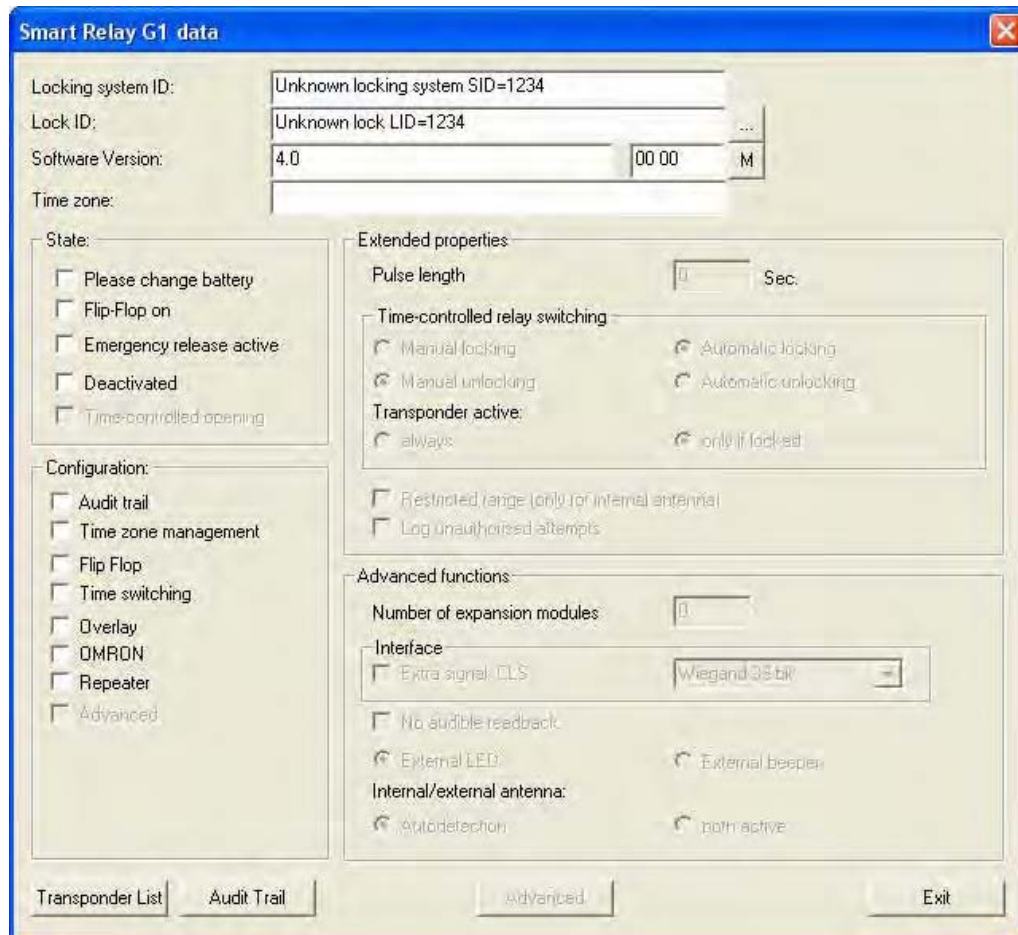 Smart Relay G1 data
Locking system ID: Unknown locking system SID=1234
Lock ID: Unknown lock LID=1234 ...
Software Version: 4.0 00 00 M
Time zone:
State:
Please change battery
Flip-Flop on
Emergency release active
Deactivated
Time-controlled opening
Configuration:
Audit trail
Time zone management
Flip Flop
Time switching
Overlay
OMRON
Repeater
Advanced
Extended properties
Pulse length 0 Sec.
Time-controlled relay switching
Manual locking Automatic locking
Manual unlocking Automatic unlocking
Transponder active:
always only if locked
Restricted range (only for internal antenna)
Log unauthorised attempts
Advanced functions
Number of expansion modules 0
Interface
Extra signal: CLS Wiegand bit
No audible readback
External LED External beeper
Internal/external antenna:
Autodetection both active
Transponder List Audit Trail Advanced Exit